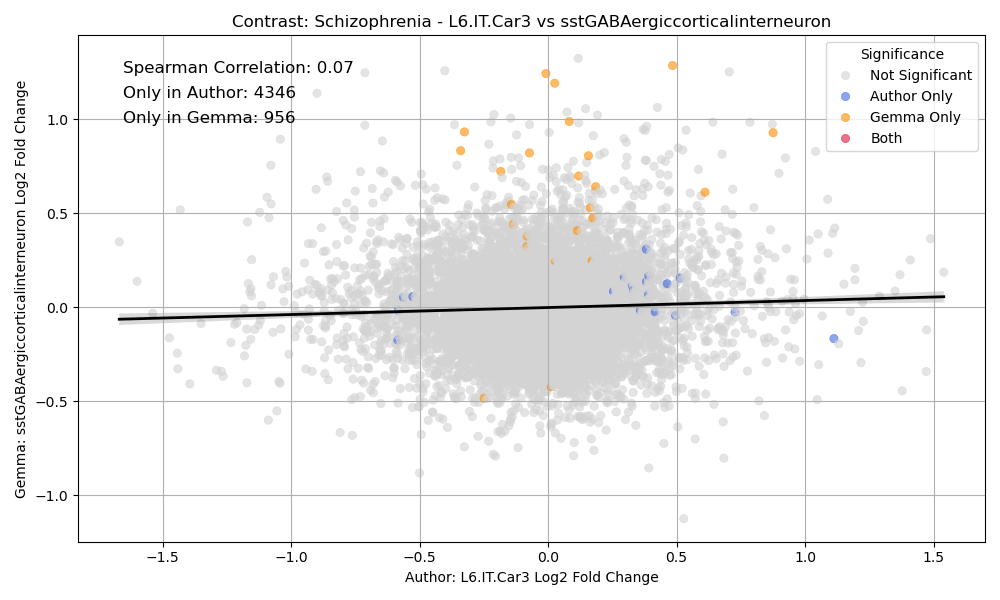 Contrast: Schizophrenia - L6.IT.Car3 vs sstGABAergiccorticalinterneuron
Spearman Correlation: 0.07
Only in Author: 4346
Only in Gemma: 956
Significance
Not Significant
Author Only
Gemma Only
Both
Gemma: sstGABAergiccorticalinterneuron Log2 Fold Change
1.0
0.5
0.0
−0.5
−1.0
−1.5
−1.0
−0.5
0.0
0.5
1.0
1.5
Author: L6.IT.Car3 Log2 Fold Change